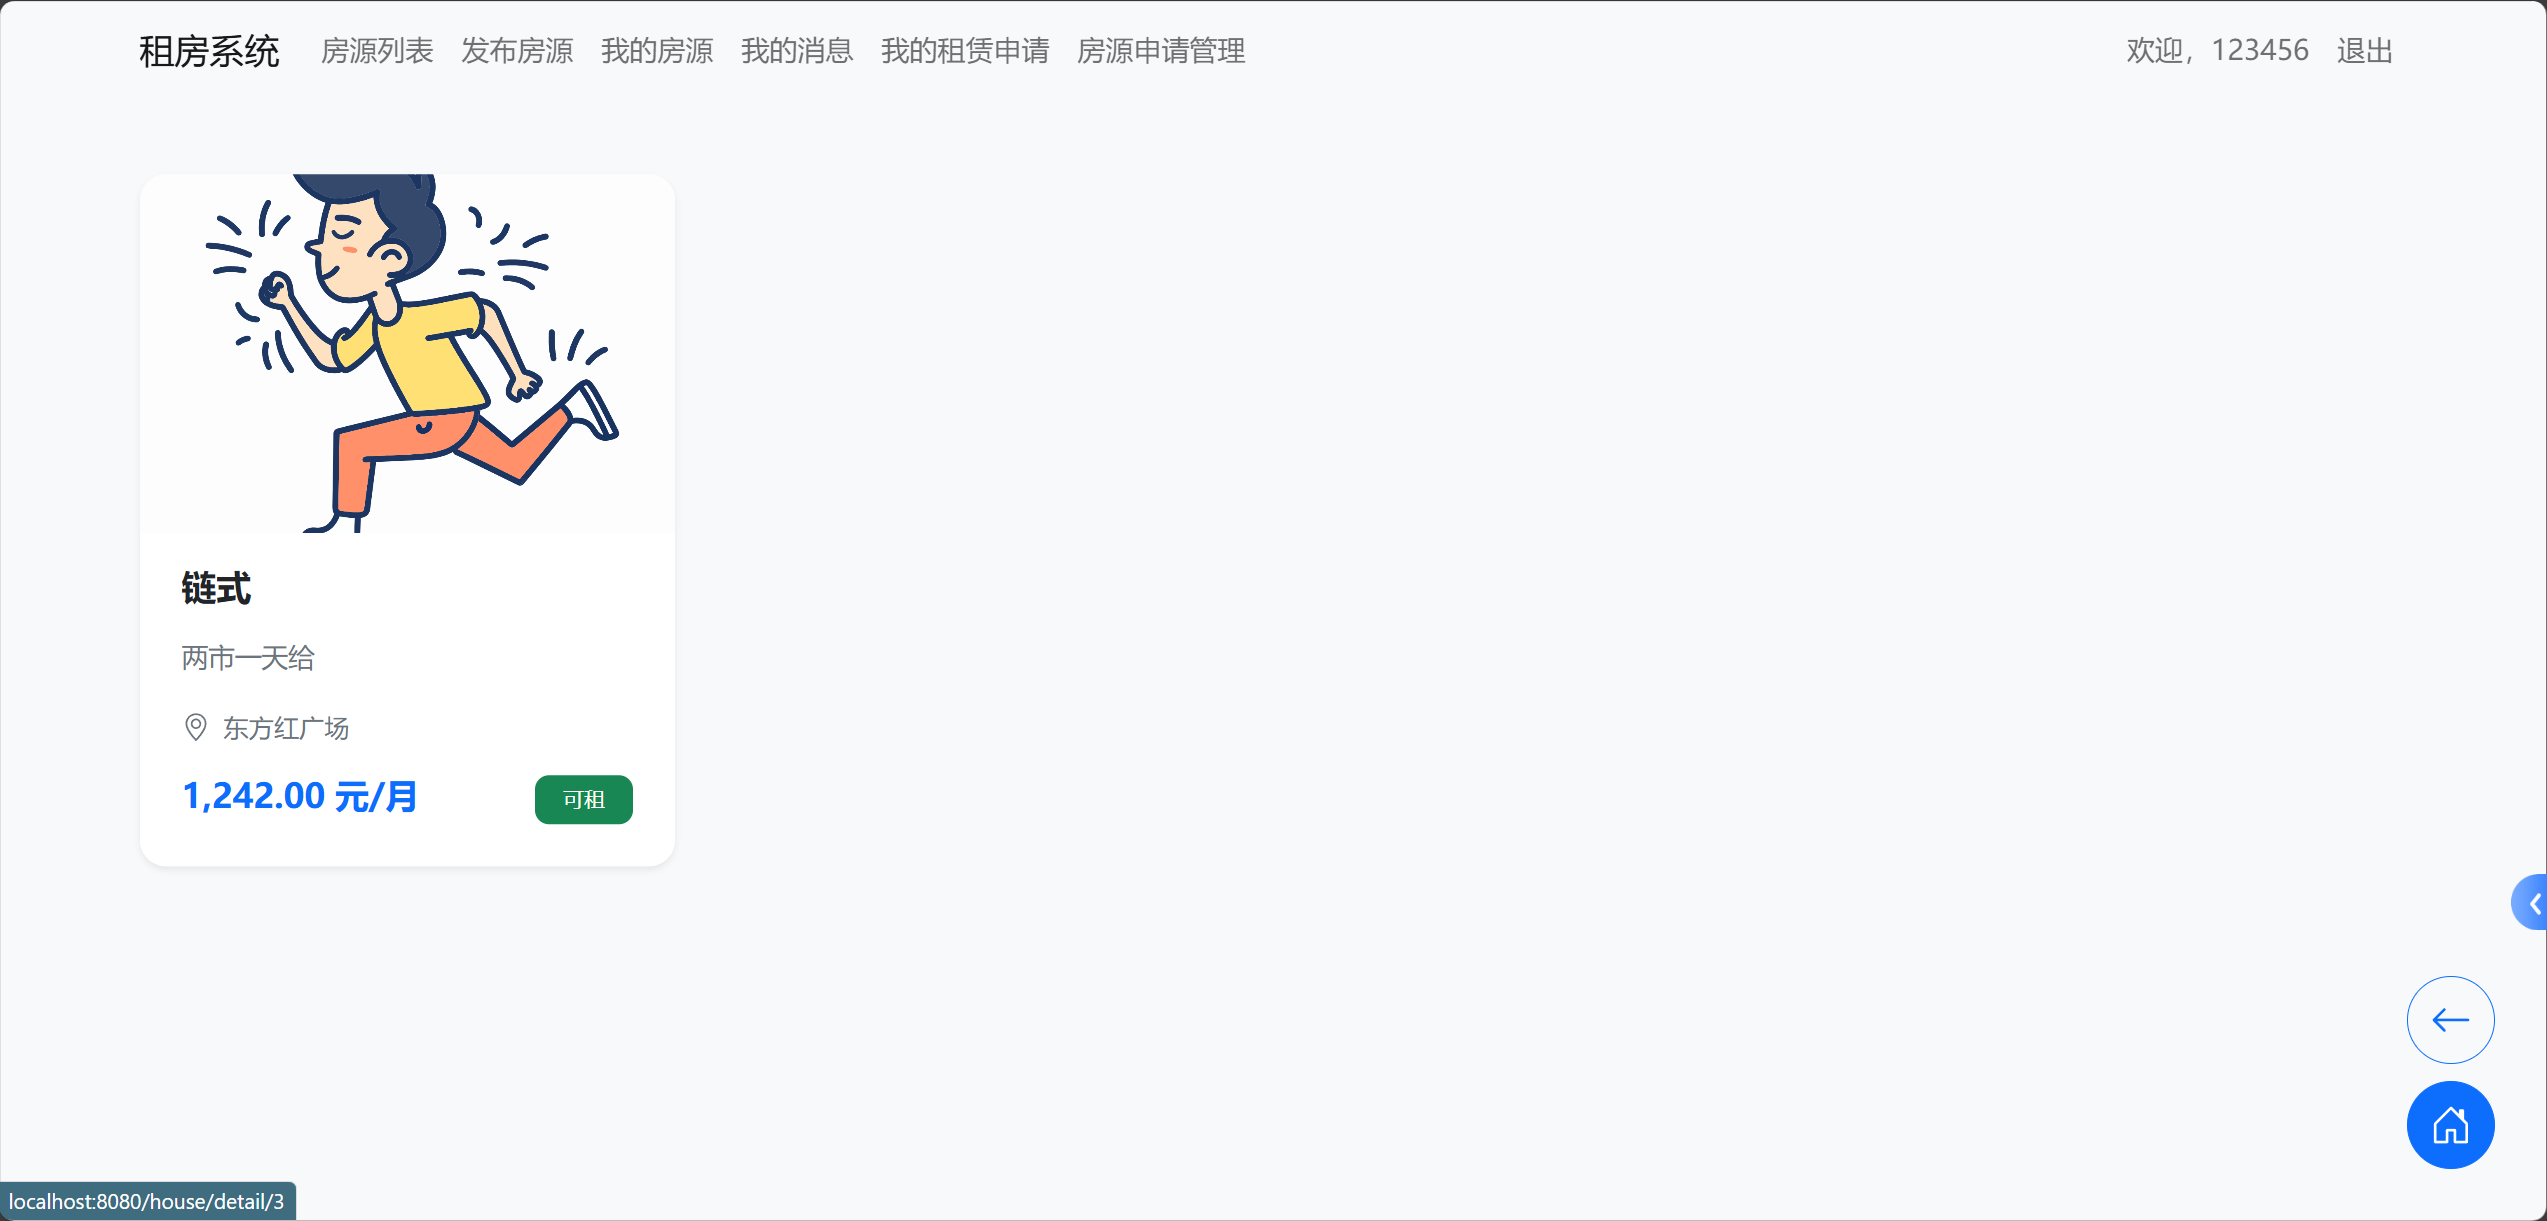 租房系统 房源列表 发布房源 我的房源 我的消息 我的租赁申请 房源申请管理 欢迎，123456 退出
链式
两市一天给
东方红广场
1,242.00 元/月 可租
localhost:8080/house/detail/3